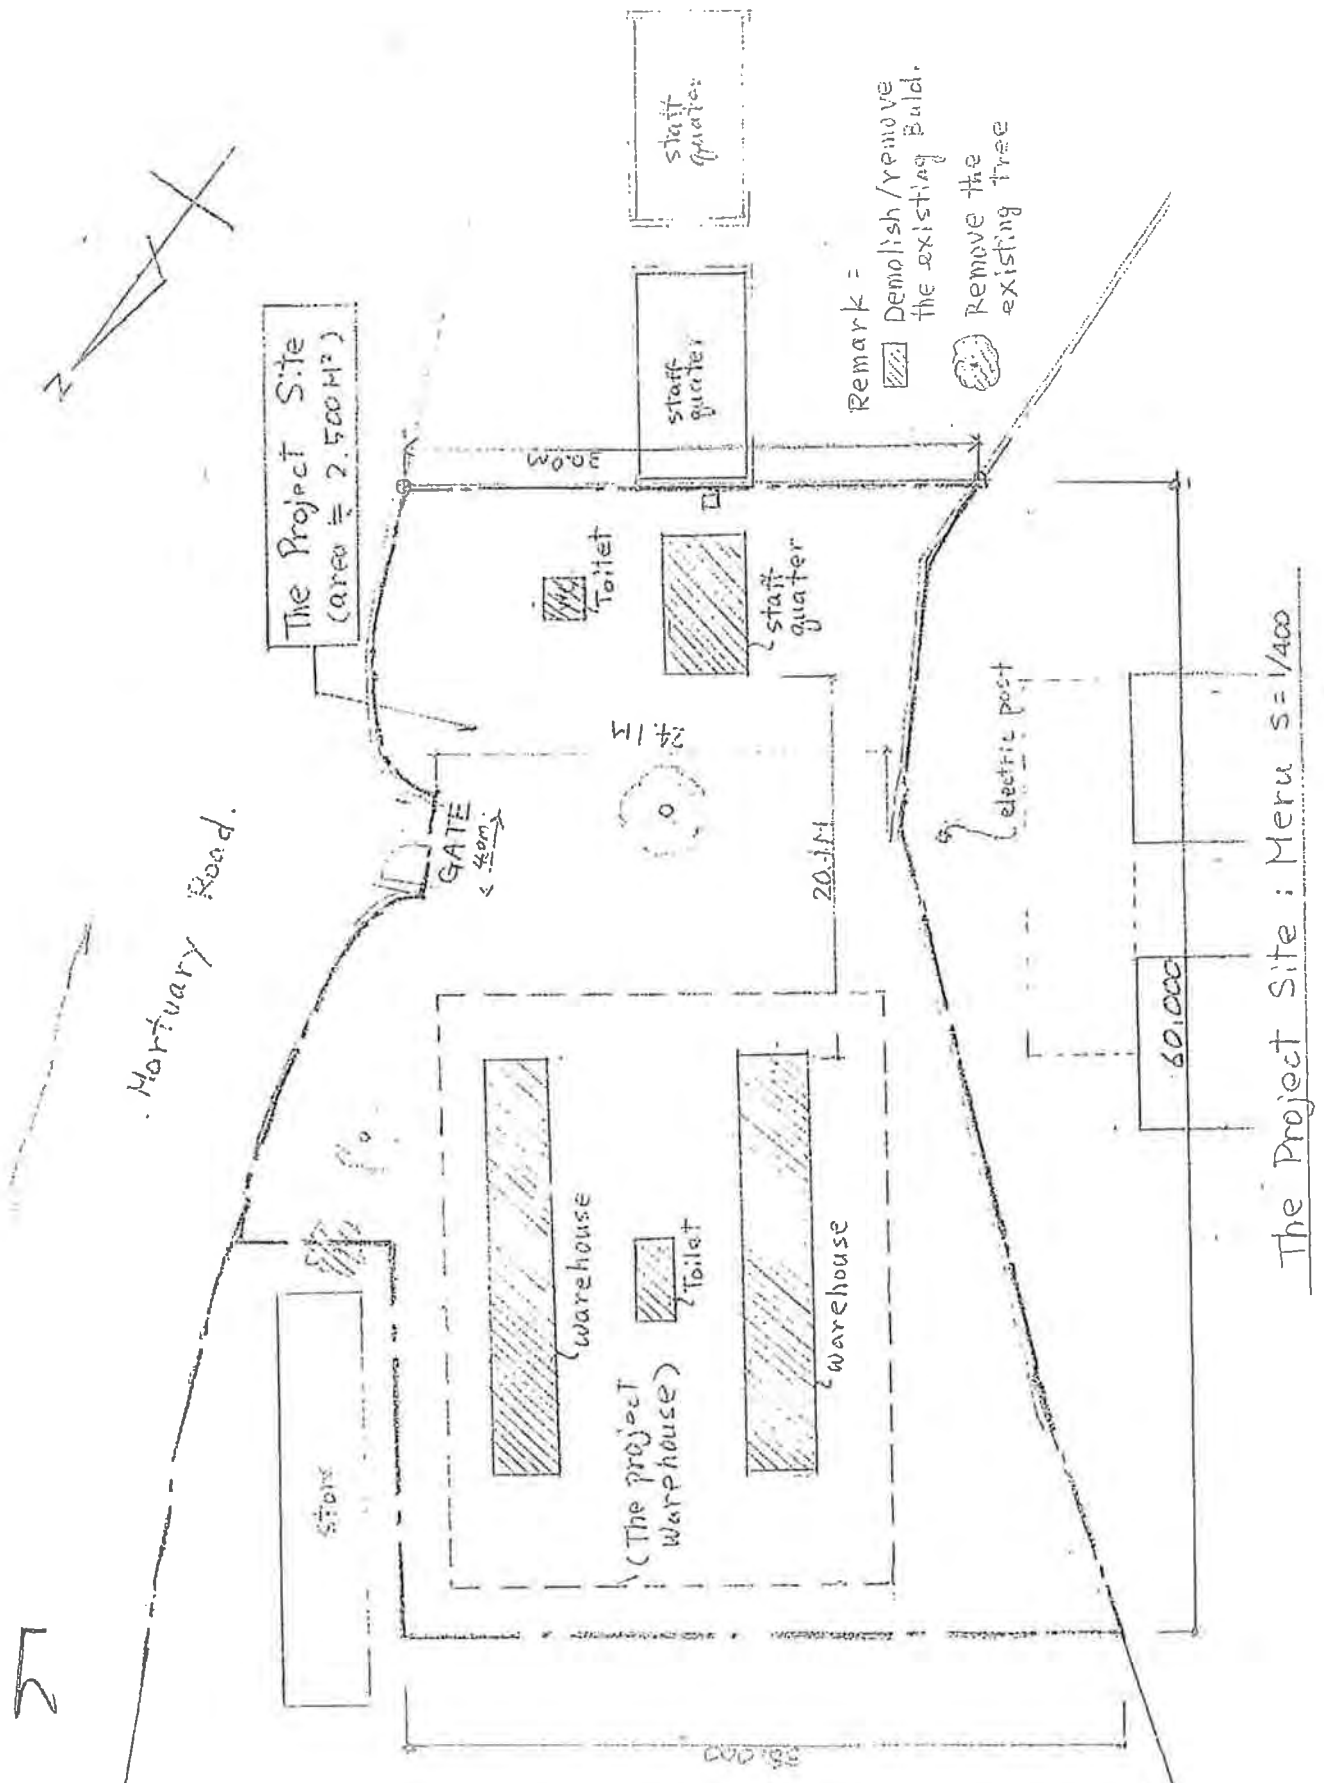 5
N
The Project Site
(area ≒ 2.500 M²)
Mortuary Road.
staff
quater
staff
quater
Remark =
Demolish/remove
the existing Buld.
Remove the
existing Tree
30.0M
Toilet
staff
quater
24.1M
GATE
20.1M
electric post
store
warehouse
Toilet
warehouse
(The project
Warehouse)
60.000
The Project Site : Meru S=1/400